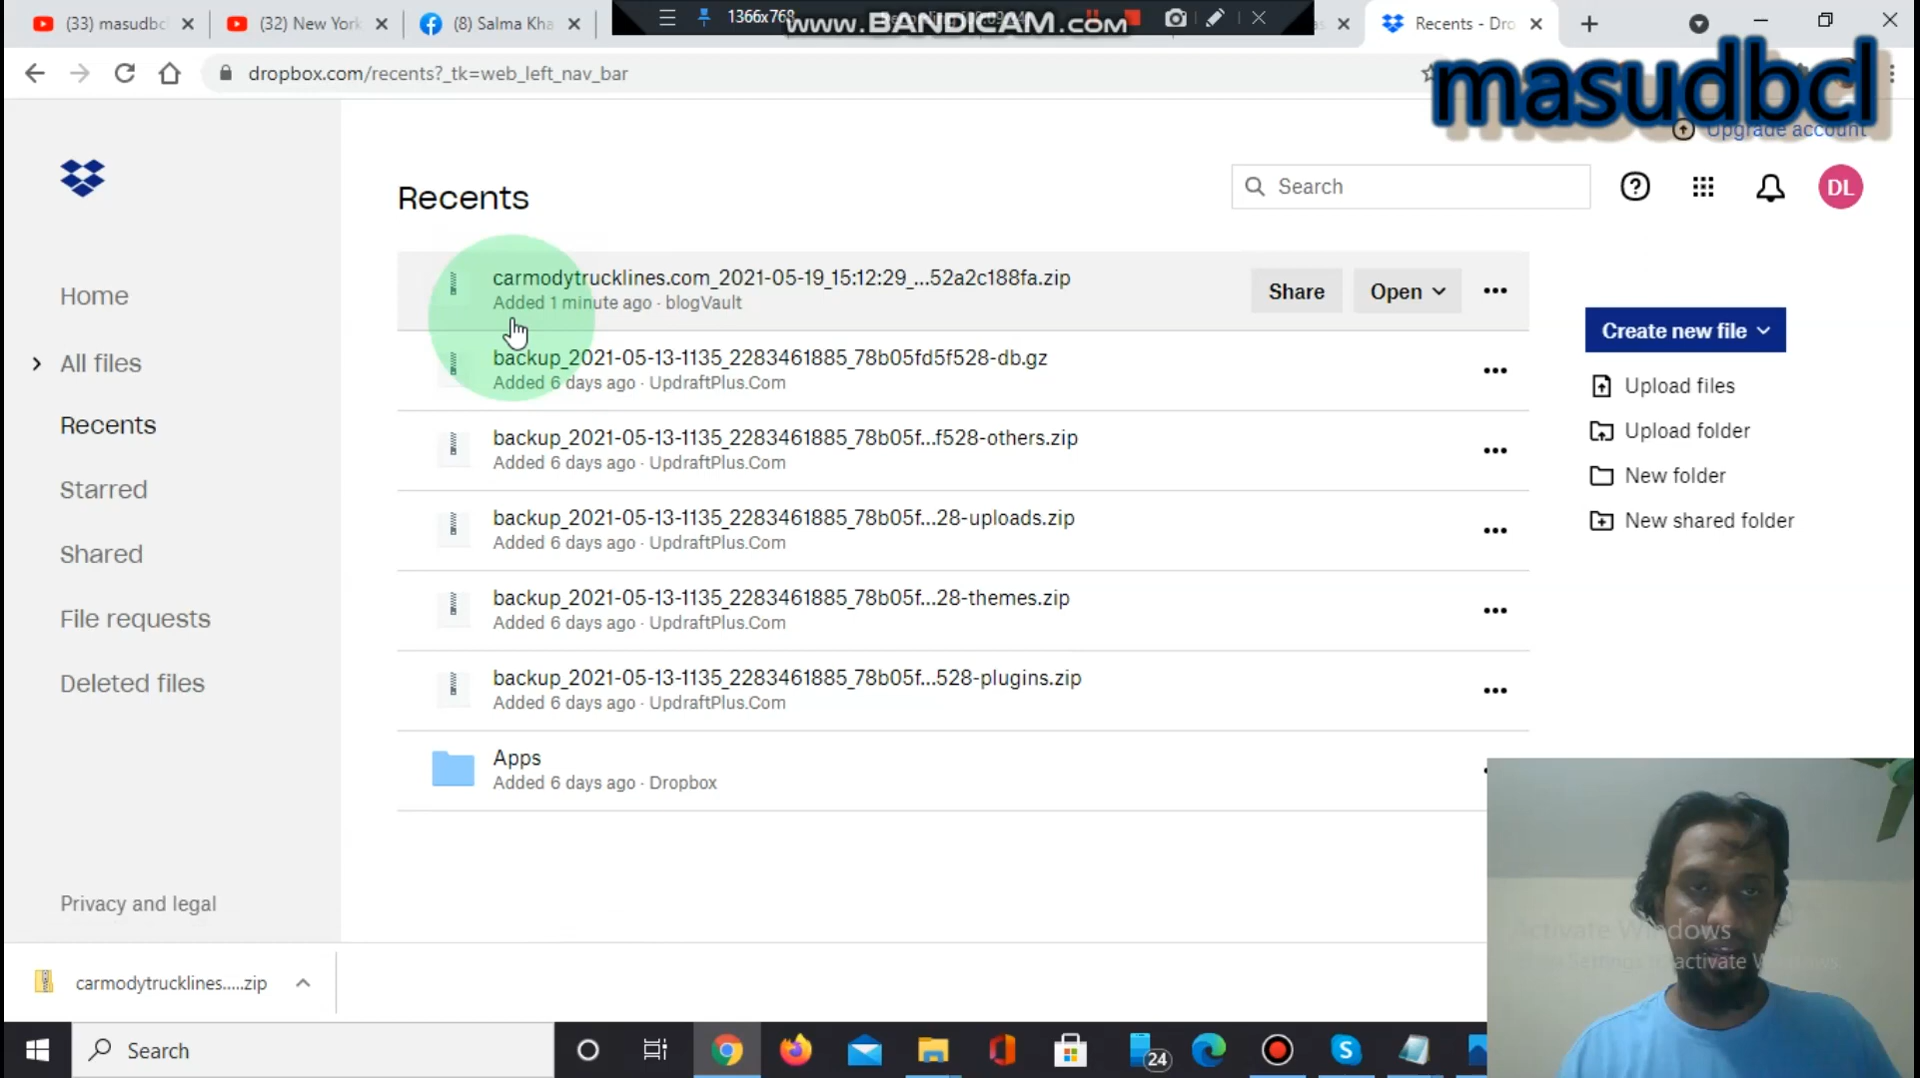 (33) masudbc
(32) New York
(8) Salma Kha
1366x768
www.BANDICAM.com
Recents - Dro
dropbox.com/recents?_tk=web_left_nav_bar
masudbcl
Upgrade account
Recents
Search
DL
Home
All files
Recents
Starred
Shared
File requests
Deleted files
Privacy and legal
carmodytrucklines.com_2021-05-19_15:12:29_...52a2c188fa.zip
Added 1 minute ago · blogVault
Share
Open
backup_2021-05-13-1135_2283461885_78b05fd5f528-db.gz
Added 6 days ago · UpdraftPlus.Com
backup_2021-05-13-1135_2283461885_78b05f...f528-others.zip
Added 6 days ago · UpdraftPlus.Com
backup_2021-05-13-1135_2283461885_78b05f...28-uploads.zip
Added 6 days ago · UpdraftPlus.Com
backup_2021-05-13-1135_2283461885_78b05f...28-themes.zip
Added 6 days ago · UpdraftPlus.Com
backup_2021-05-13-1135_2283461885_78b05f...528-plugins.zip
Added 6 days ago · UpdraftPlus.Com
Apps
Added 6 days ago · Dropbox
Create new file
Upload files
Upload folder
New folder
New shared folder
Activate Windows
activate Windows
carmodytrucklines.....zip
Search
24